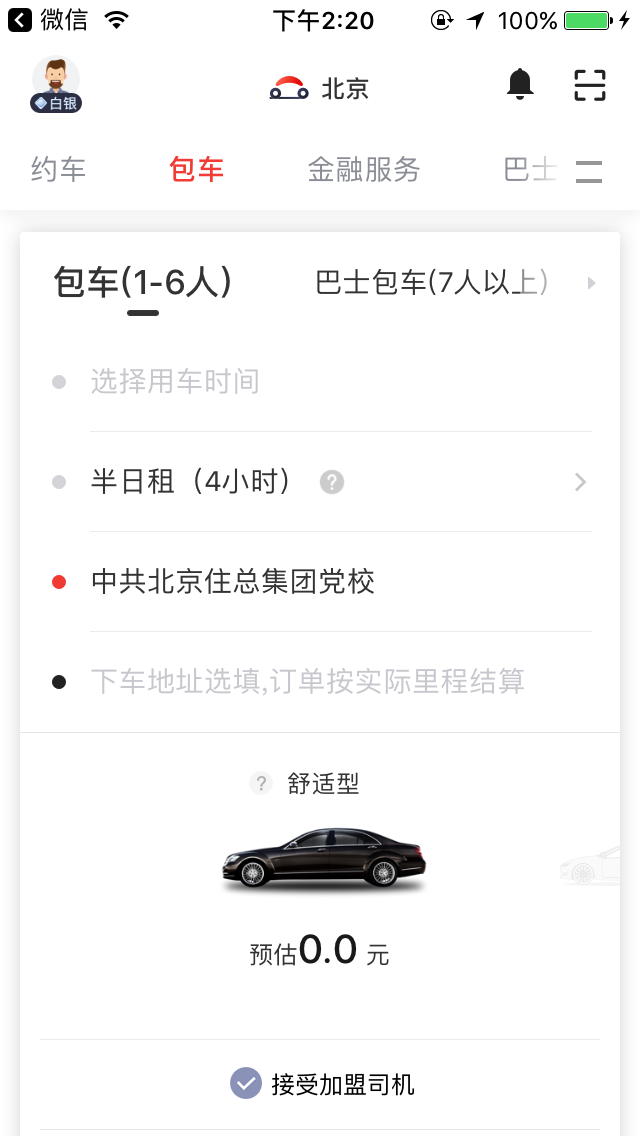 微信 下午2:20 100%
白银 北京
约车 包车 金融服务 巴士
包车(1-6人) 巴士包车(7人以上)
选择用车时间
半日租（4小时） ?
中共北京住总集团党校
下车地址选填,订单按实际里程结算
? 舒适型
预估0.0 元
接受加盟司机